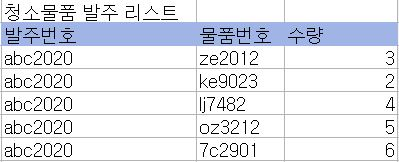 청소물품 발주 리스트
발주번호 물품번호 수량
abc2020 ze2012 3
abc2020 ke9023 2
abc2020 lj7482 4
abc2020 oz3212 5
abc2020 7c2901 6